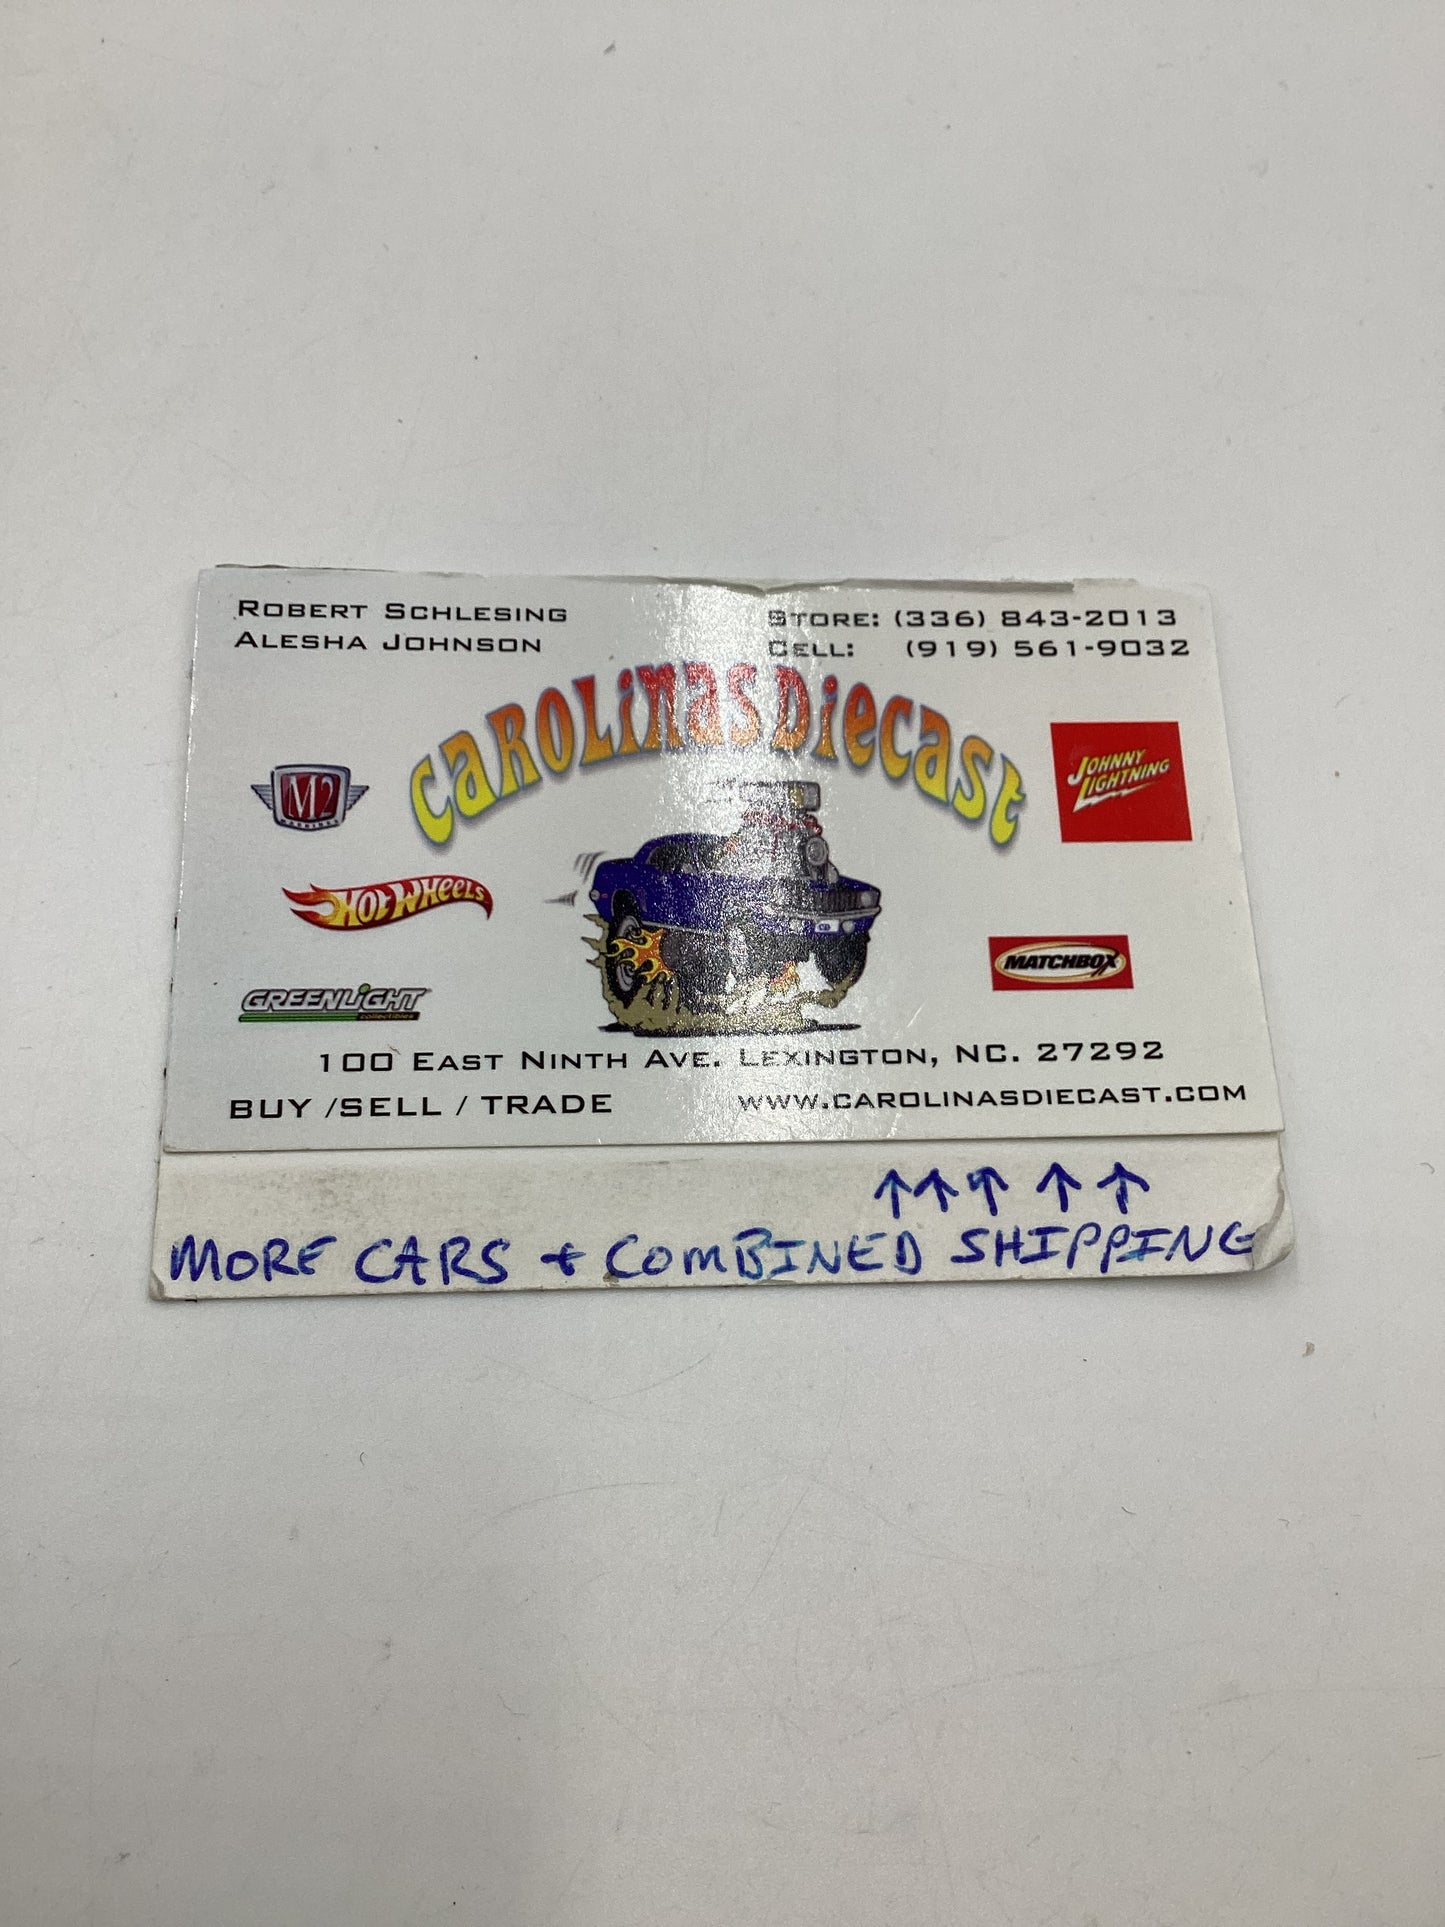 ROBERT SCHLESING
ALESHA JOHNSON
STORE: (336) 843-2013
CELL: (919) 561-9032
CAROLINAS DIECAST
M2
MACHINES
JOHNNY
LIGHTNING
HOT WHEELS
MATCHBOX
GREENLIGHT
collectibles
100 EAST NINTH AVE. LEXINGTON, NC. 27292
BUY /SELL / TRADE
WWW.CAROLINASDIECAST.COM
↑↑↑↑↑
MORE CARS + COMBINED SHIPPING